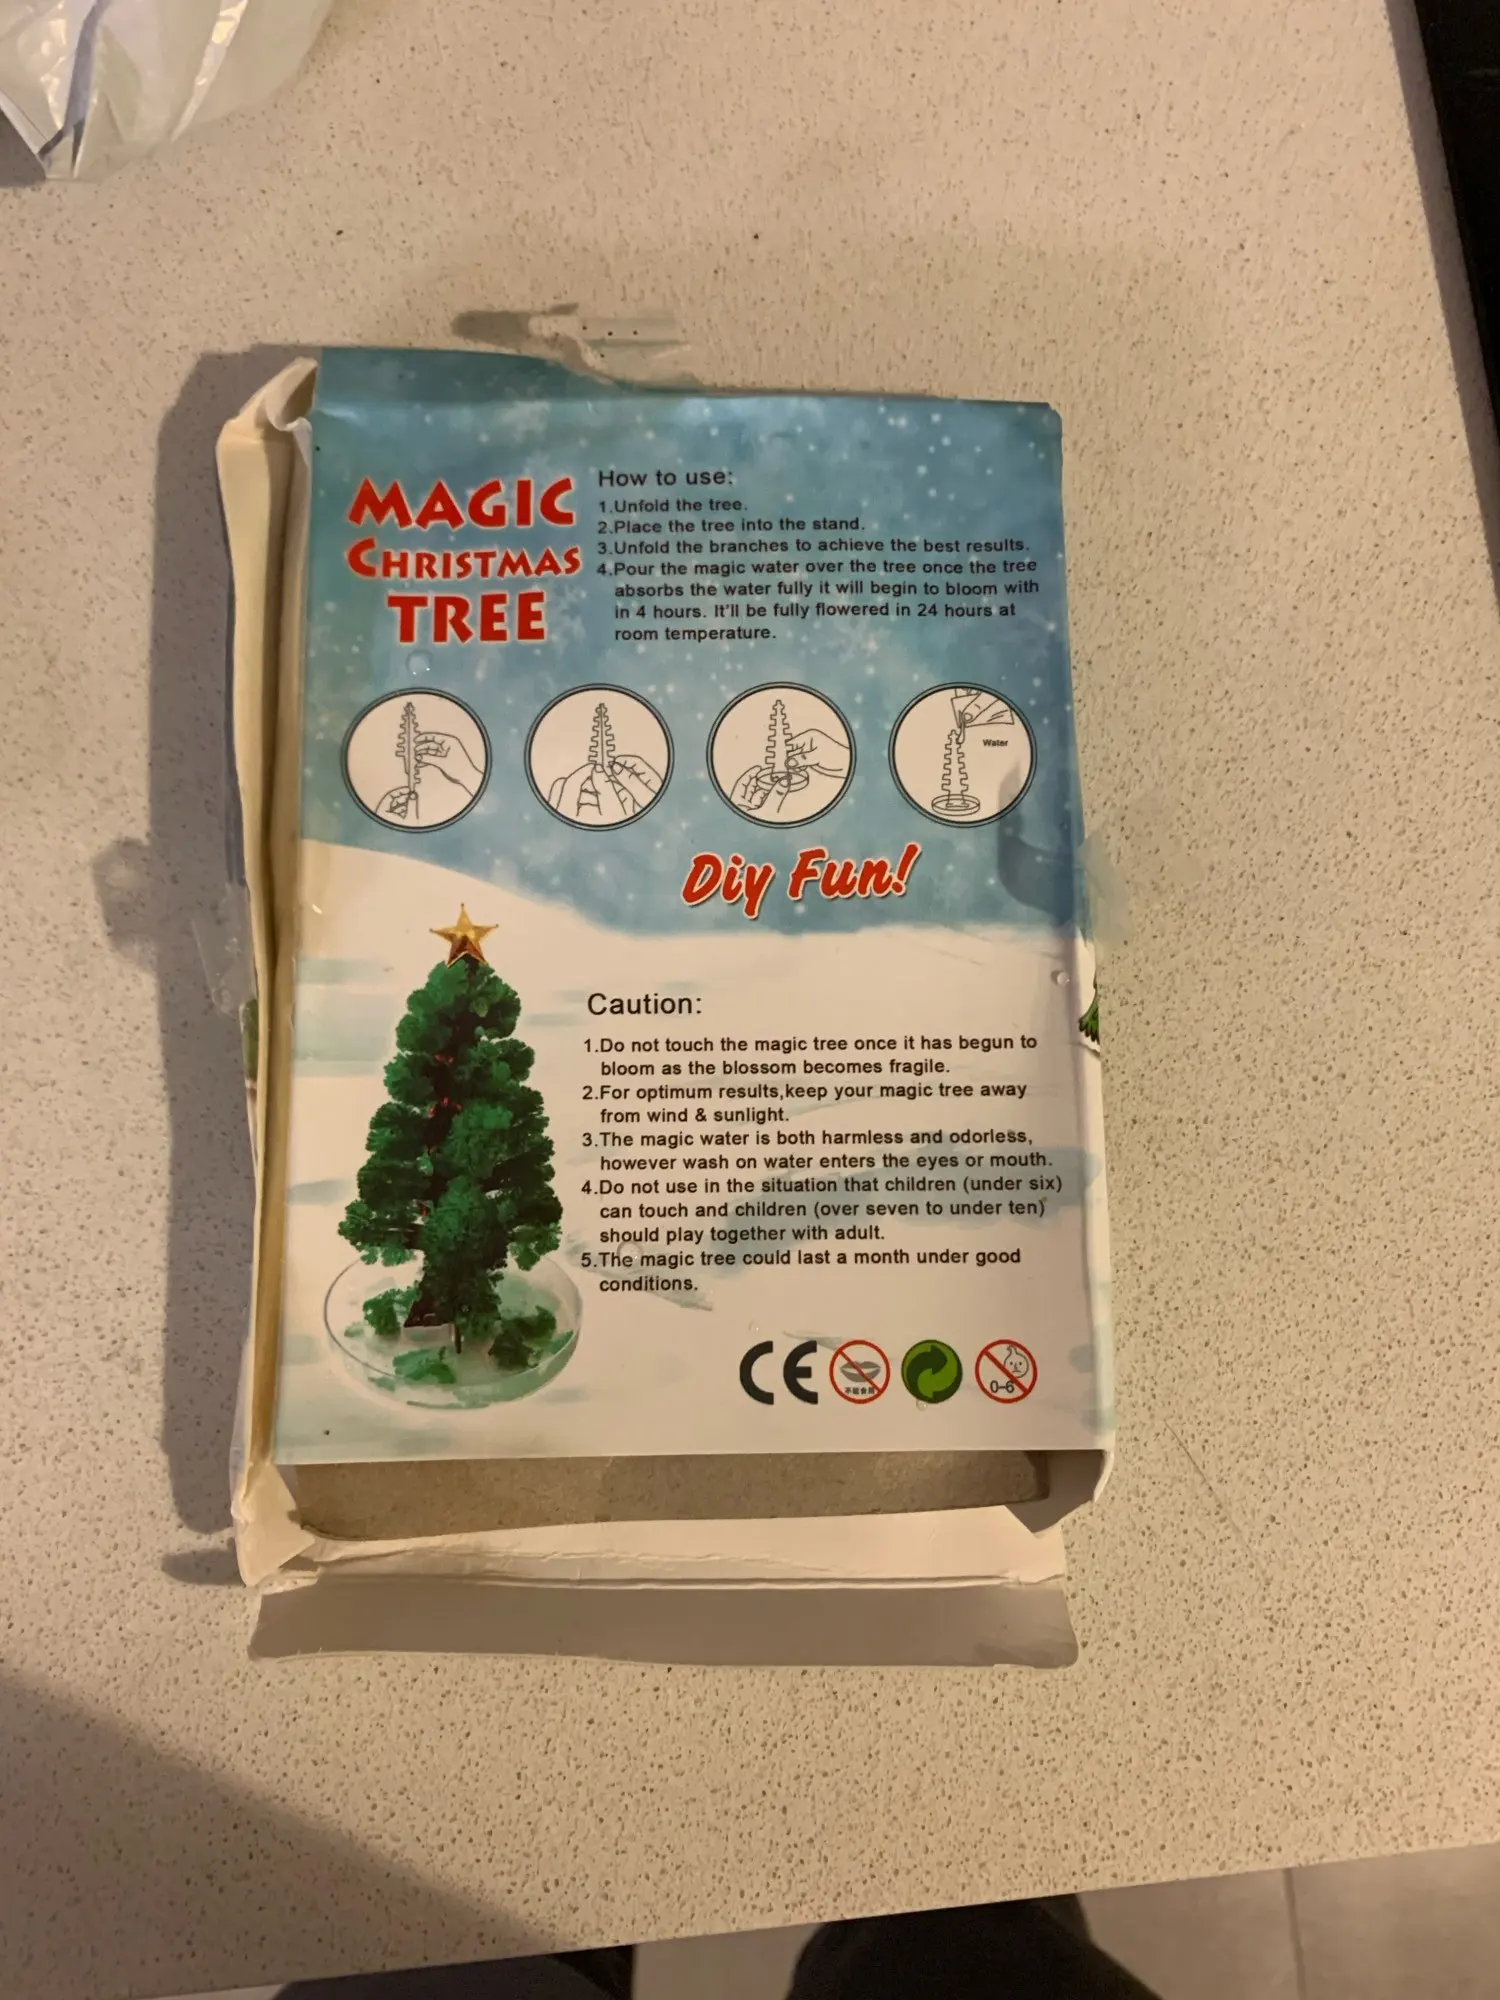 MAGIC
CHRISTMAS
TREE
How to use:
1.Unfold the tree.
2.Place the tree into the stand.
3.Unfold the branches to achieve the best results.
4.Pour the magic water over the tree once the tree
absorbs the water fully it will begin to bloom with
in 4 hours. It'll be fully flowered in 24 hours at
room temperature.
Water
Diy Fun!
Caution:
1.Do not touch the magic tree once it has begun to
bloom as the blossom becomes fragile.
2.For optimum results,keep your magic tree away
from wind & sunlight.
3.The magic water is both harmless and odorless,
however wash on water enters the eyes or mouth.
4.Do not use in the situation that children (under six)
can touch and children (over seven to under ten)
should play together with adult.
5.The magic tree could last a month under good
conditions.
CE
不能食用
0-6